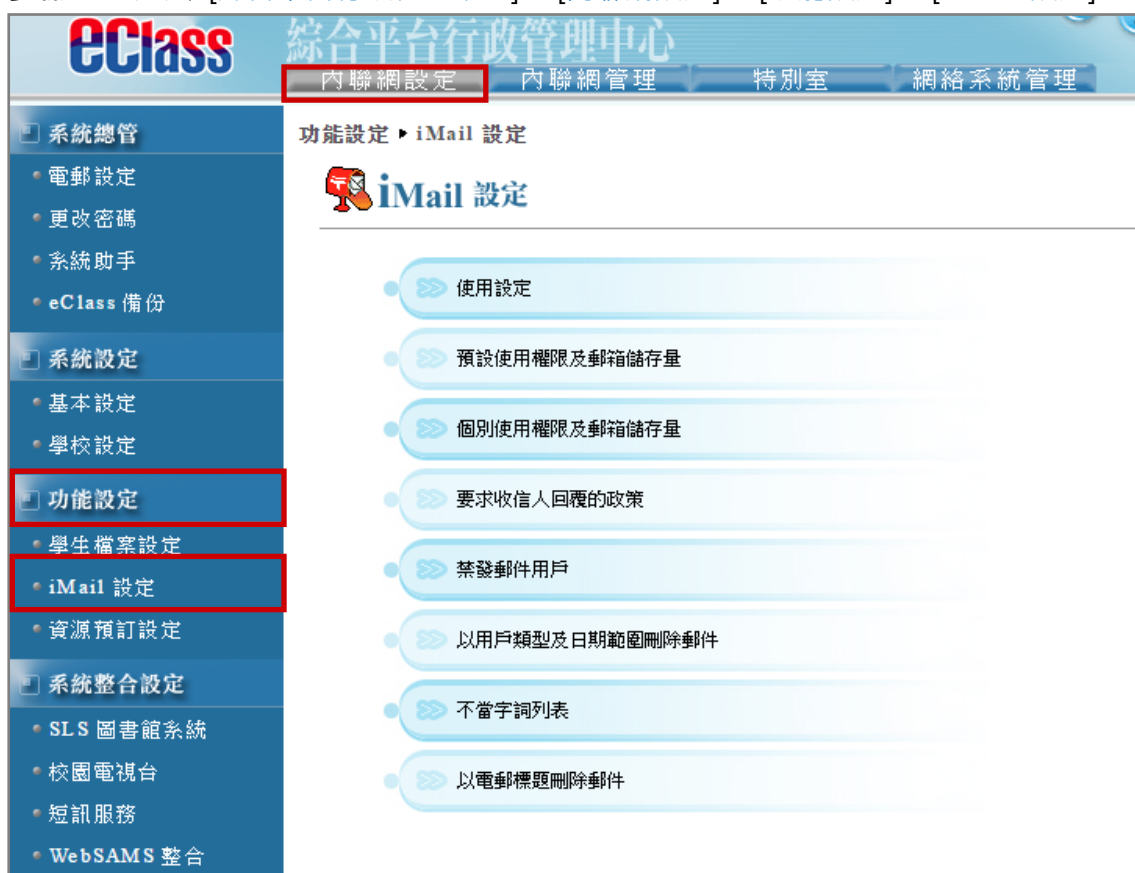 eClass
綜合平台行政管理中心
內聯網設定 內聯網管理 特別室 網絡系統管理
系統總管
電郵設定
更改密碼
系統助手
eClass 備份
系統設定
基本設定
學校設定
功能設定
學生檔案設定
iMail 設定
資源預訂設定
系統整合設定
SLS 圖書館系統
校園電視台
短訊服務
WebSAMS 整合
功能設定 ▸ iMail 設定
iMail 設定
使用設定
預設使用權限及郵箱儲存量
個別使用權限及郵箱儲存量
要求收信人回覆的政策
禁發郵件用戶
以用戶類型及日期範圍刪除郵件
不當字詞列表
以電郵標題刪除郵件